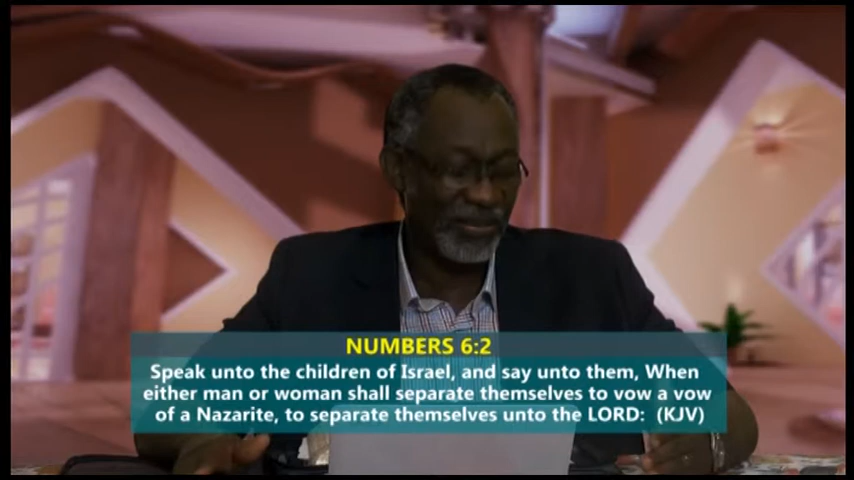 NUMBERS 6:2
Speak unto the children of Israel, and say unto them, When
either man or woman shall separate themselves to vow a vow
of a Nazarite, to separate themselves unto the LORD: (KJV)